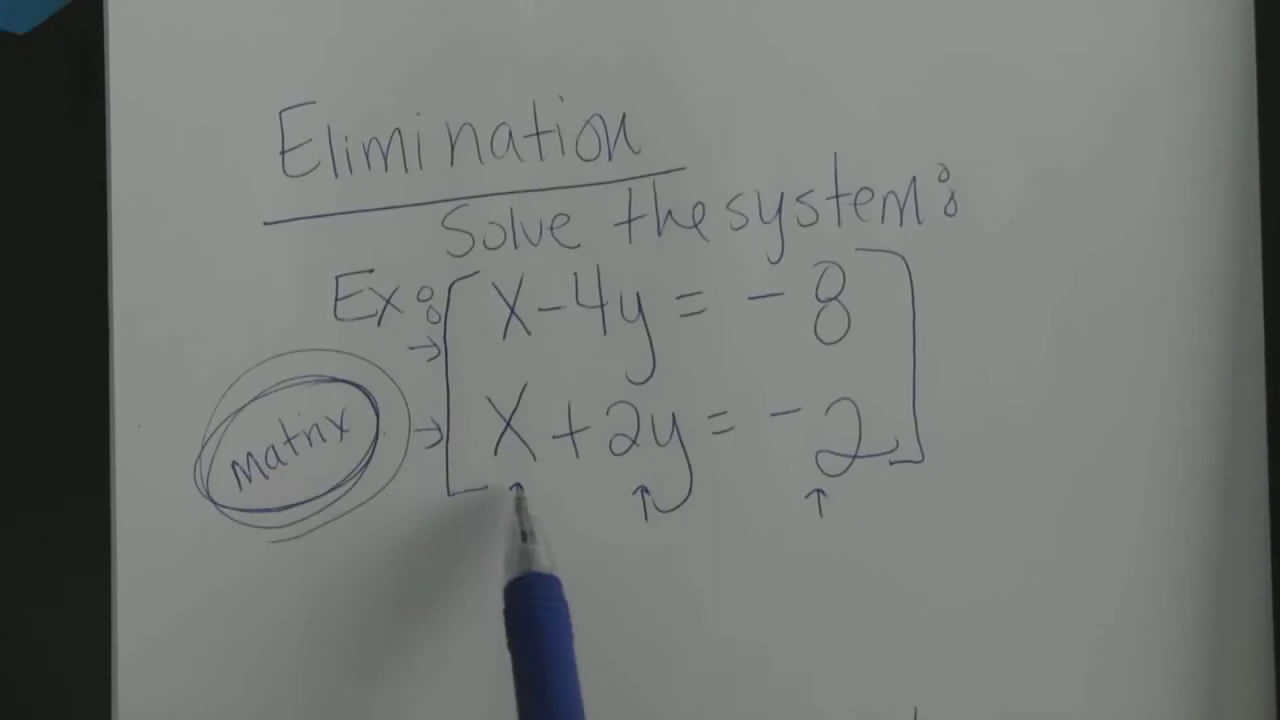 Elimination
Solve the system:
Ex: x-4y = -8
x+2y = -2
matrix